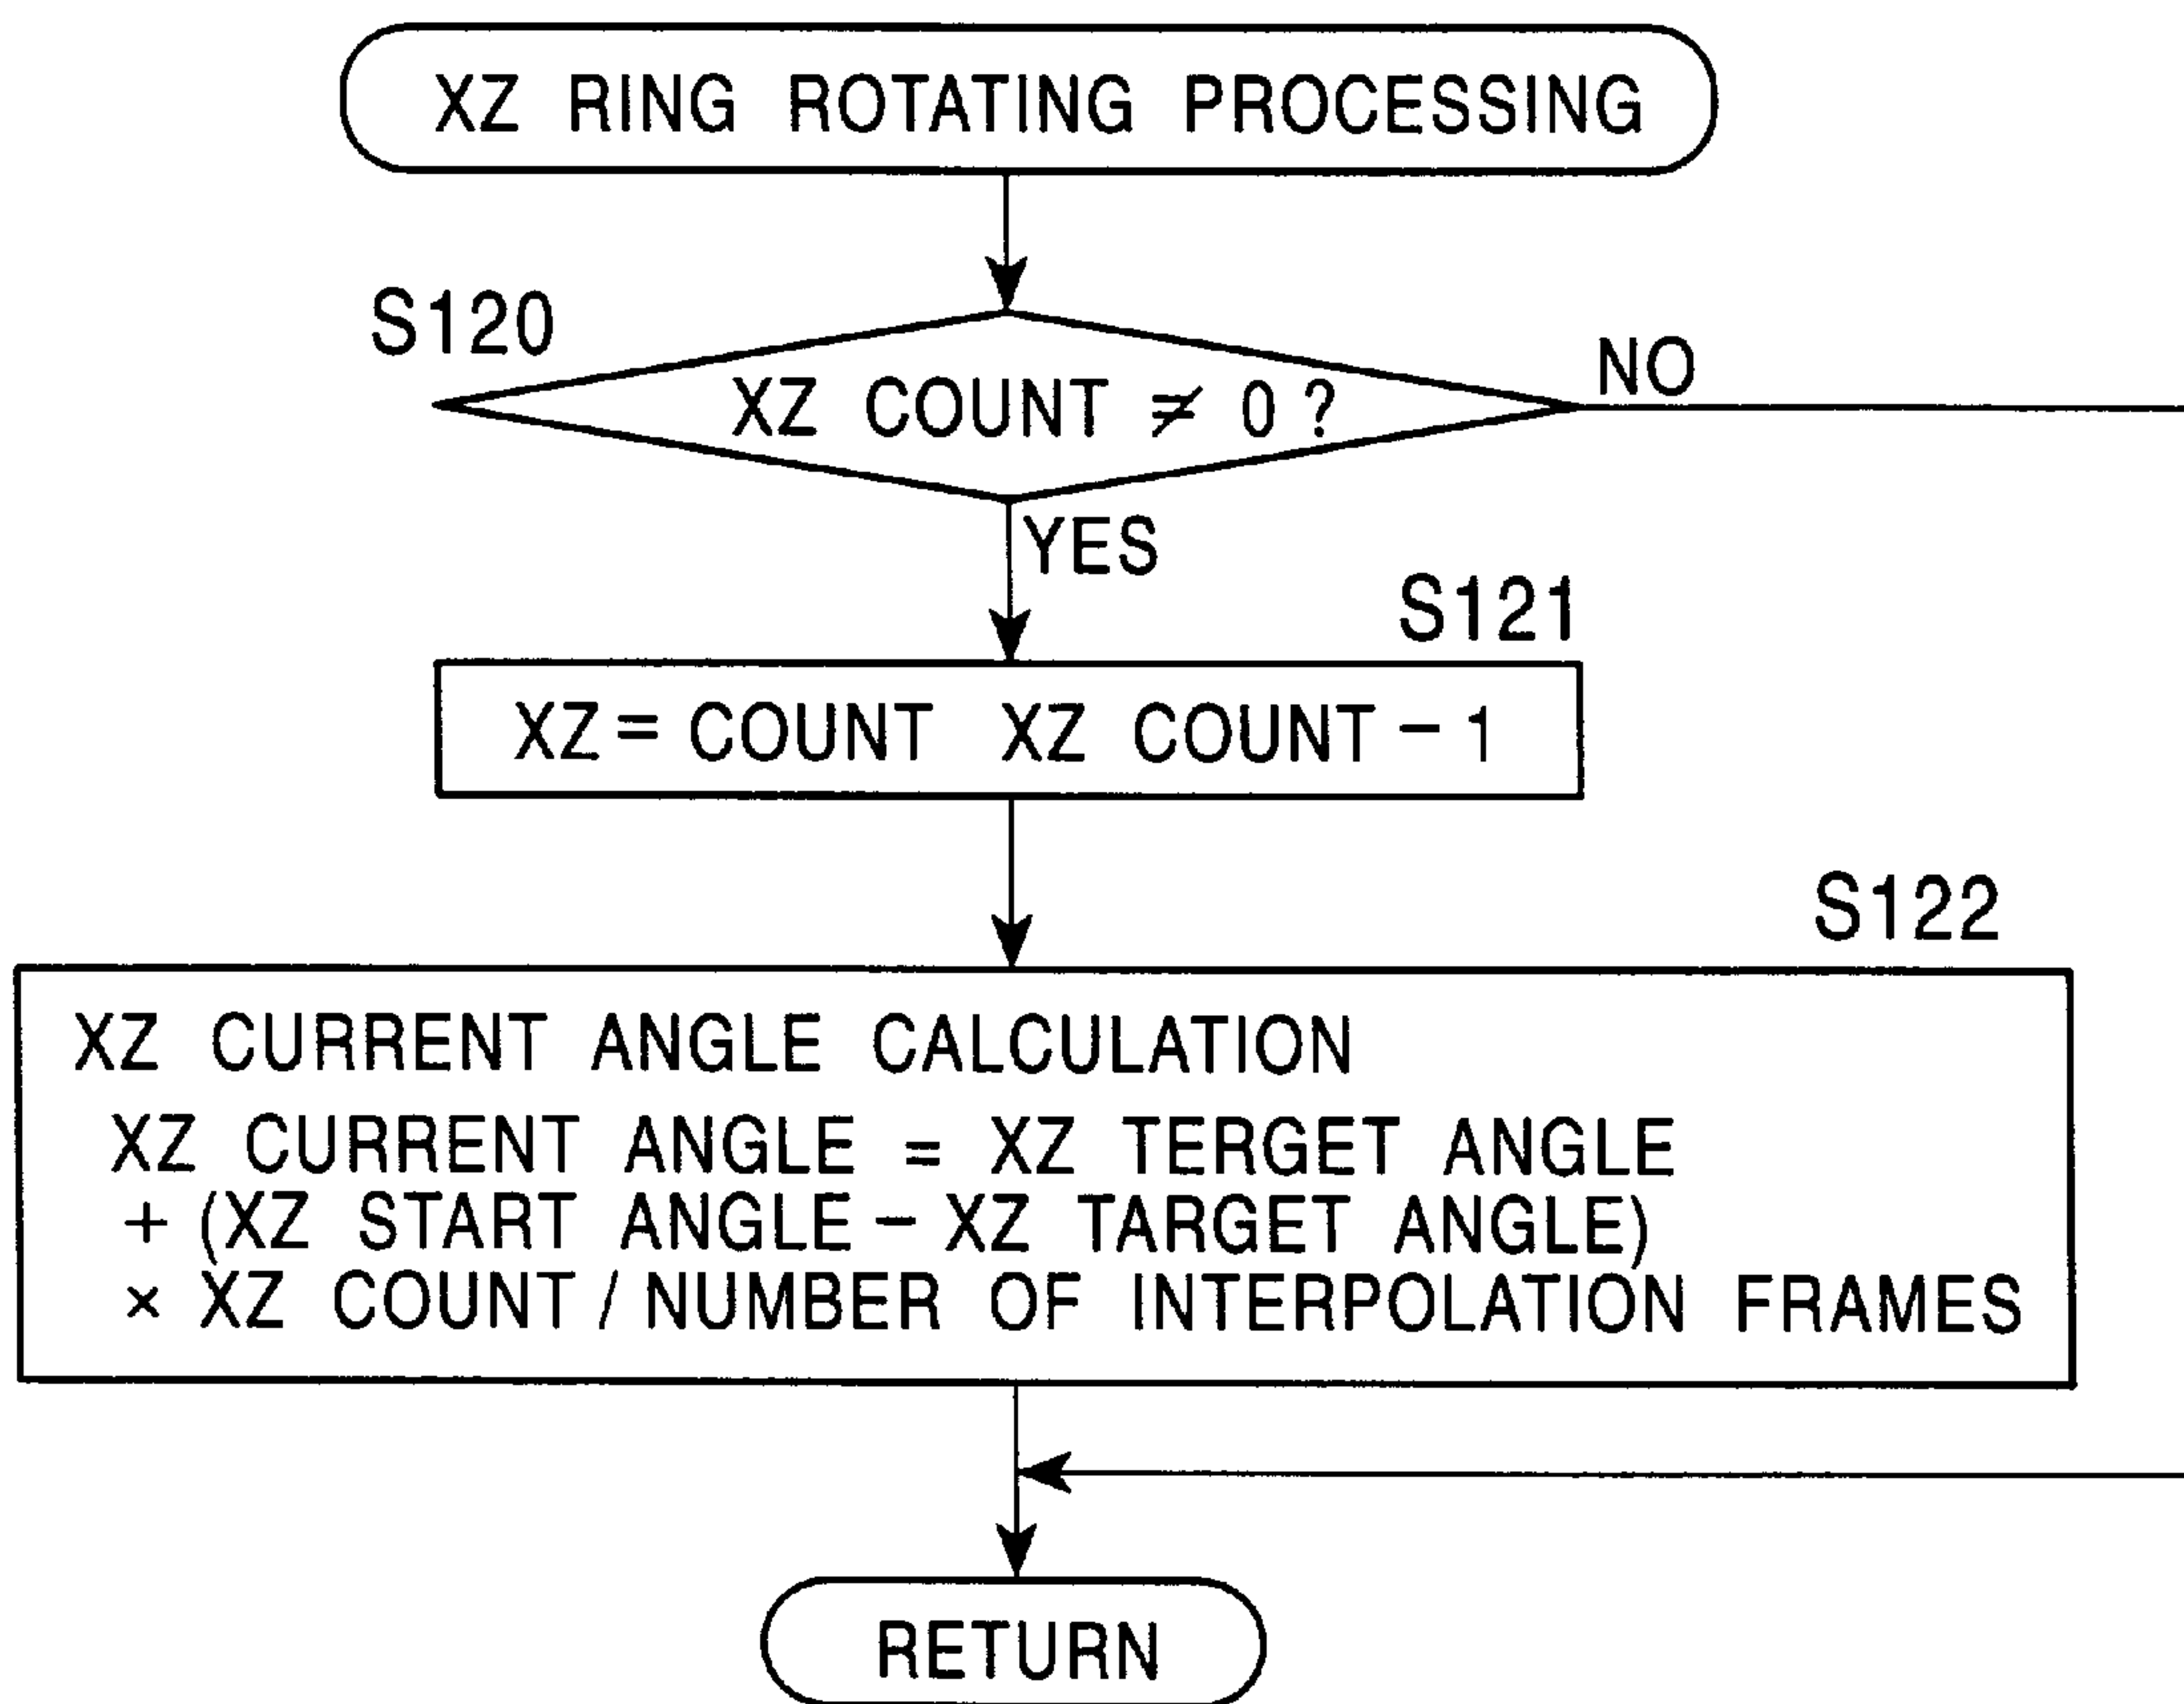 XZ RING ROTATING PROCESSING
S120
XZ COUNT ≠ 0 ?
NO
YES
S121
XZ = COUNT XZ COUNT - 1
S122
XZ CURRENT ANGLE CALCULATION
XZ CURRENT ANGLE = XZ TERGET ANGLE
+ (XZ START ANGLE - XZ TARGET ANGLE)
× XZ COUNT / NUMBER OF INTERPOLATION FRAMES
RETURN